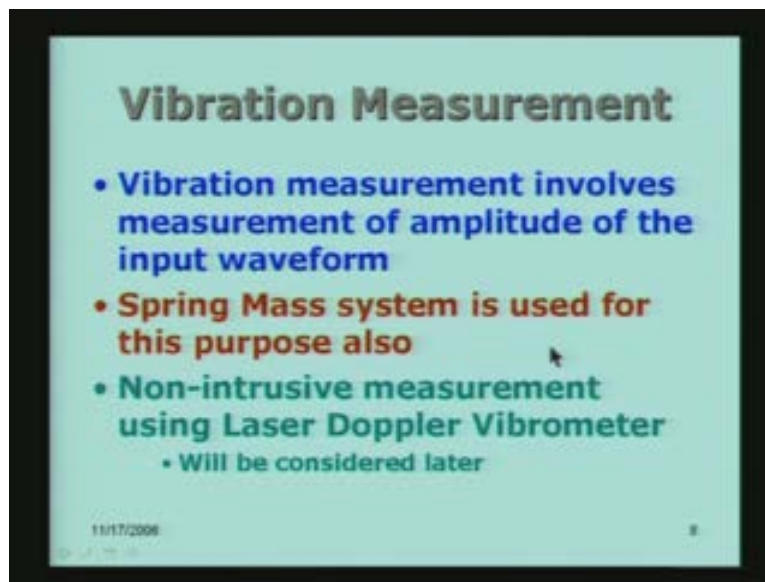 Vibration Measurement
• Vibration measurement involves
measurement of amplitude of the
input waveform
• Spring Mass system is used for
this purpose also
• Non-intrusive measurement
using Laser Doppler Vibrometer
• Will be considered later
11/17/2006
8